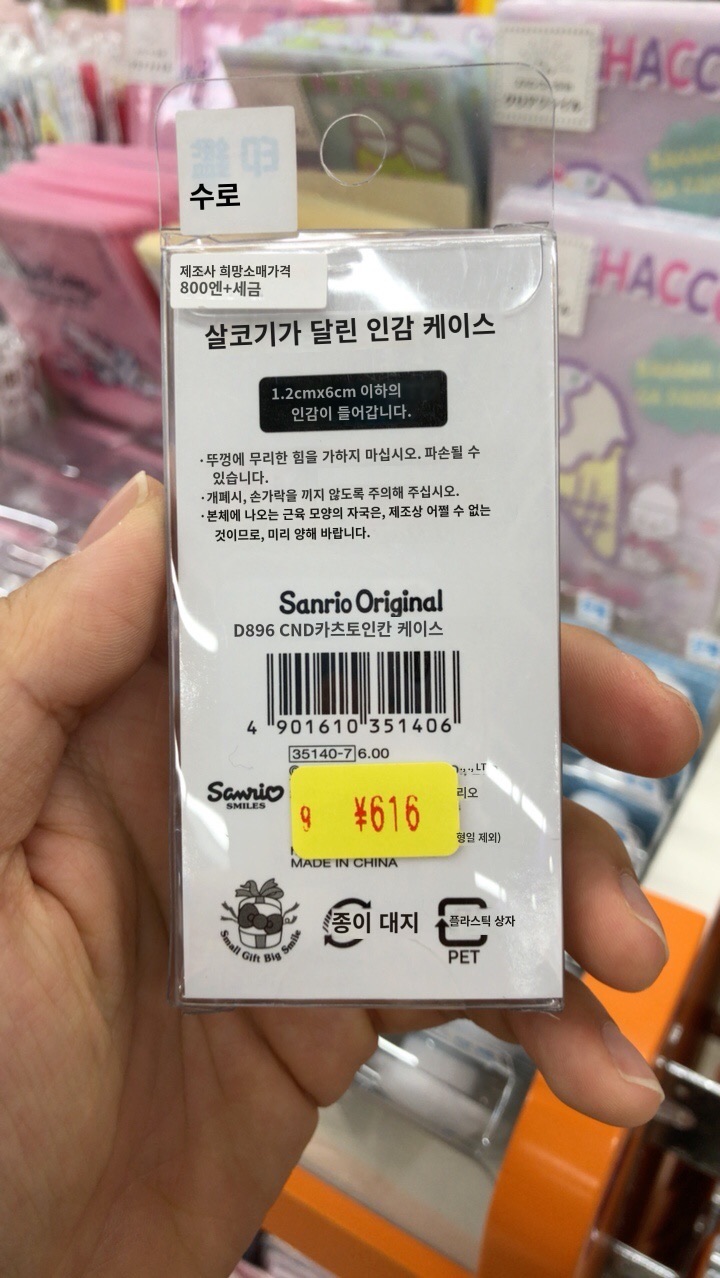 수로
제조사 희망소매가격
800엔+세금
살코기가 달린 인감 케이스
1.2cmx6cm 이하의
인감이 들어갑니다.
·뚜껑에 무리한 힘을 가하지 마십시오. 파손될 수
있습니다.
·개폐시, 손가락을 끼지 않도록 주의해 주십시오.
·본체에 나오는 근육 모양의 자국은, 제조상 어쩔 수 없는
것이므로, 미리 양해 바랍니다.
Sanrio Original
D896 CND카츠토인칸 케이스
4 901610 351406
35140-7 6.00
Sanrio
SMILES
리오
9 ¥616
형일 제외)
MADE IN CHINA
Small Gift Big Smile
종이 대지
플라스틱 상자
PET
HACC
HACC